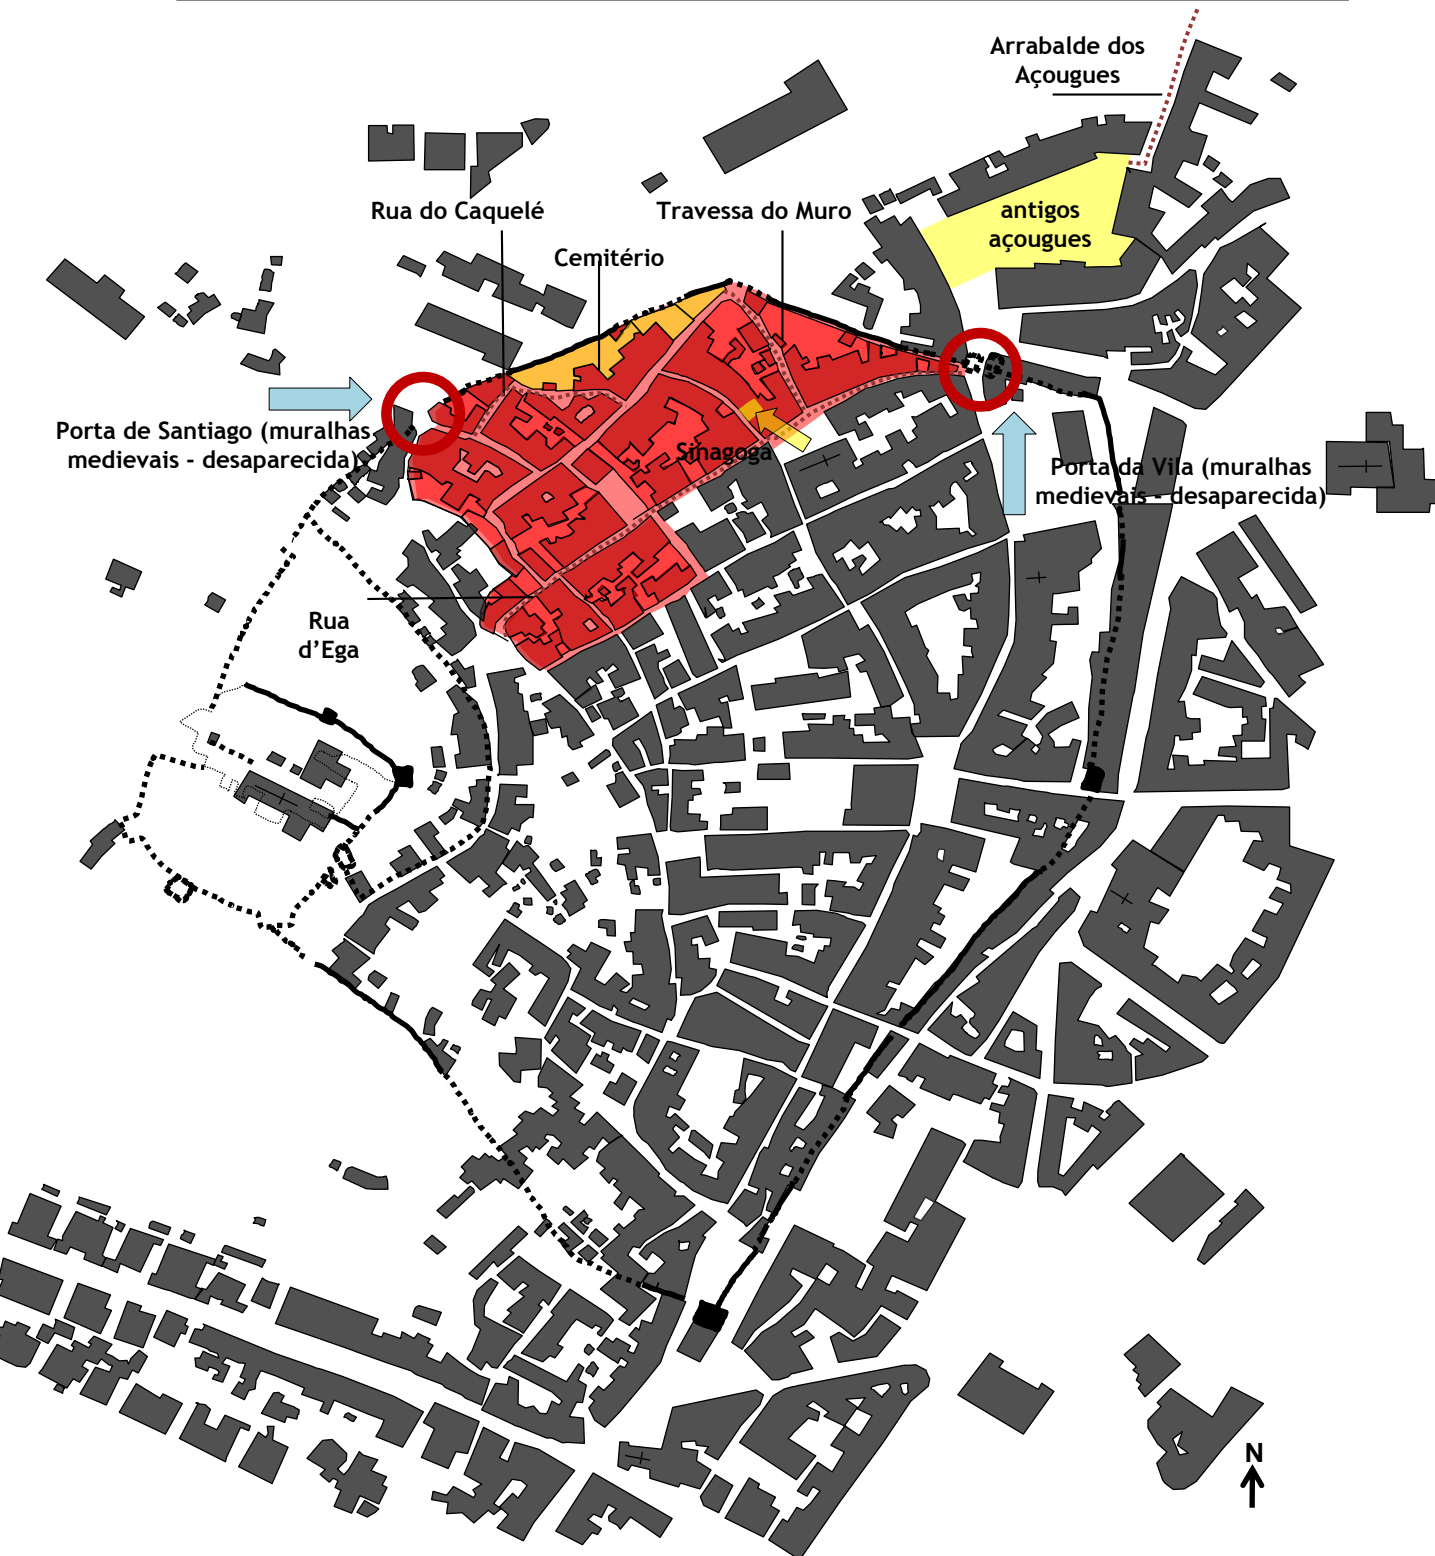 Arrabalde dos
Açougues
Rua do Caquelé
Travessa do Muro
antigos
açougues
Cemitério
Porta de Santiago (muralhas
medievais - desaparecida)
Sinagoga
Porta da Vila (muralhas
medievais - desaparecida)
Rua
d’Ega
N